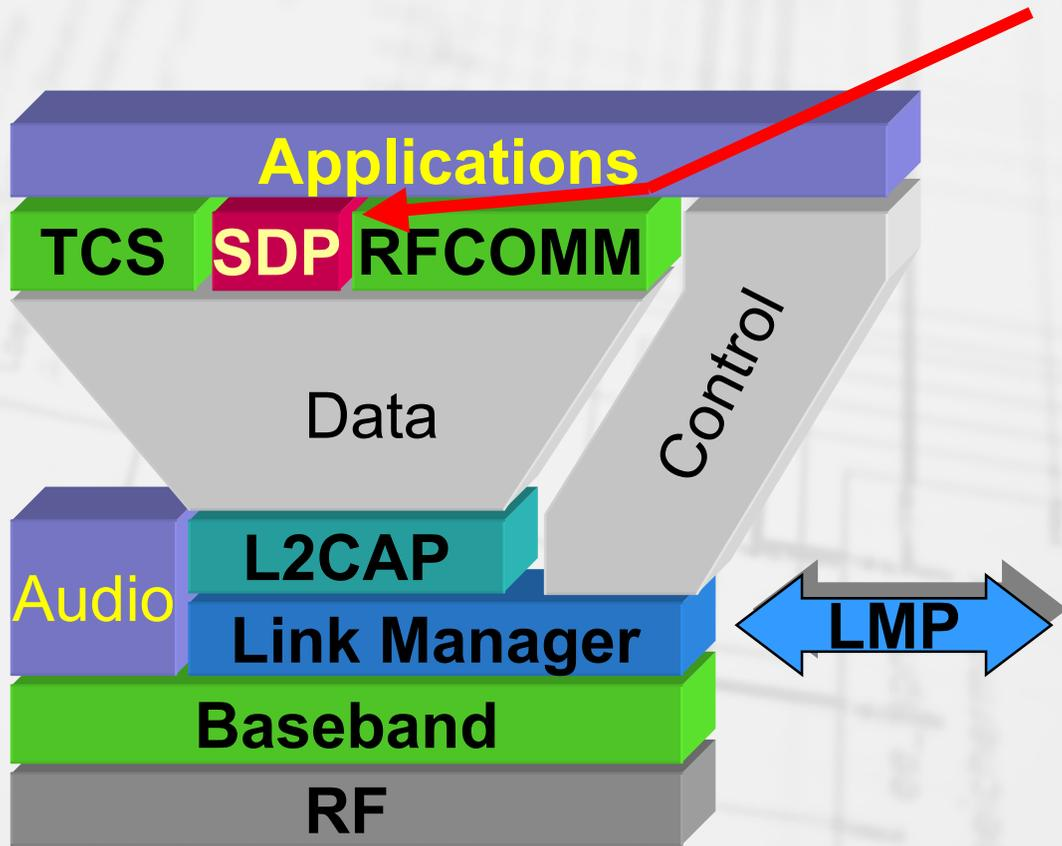 Applications
TCS SDP RFCOMM
Data
Control
L2CAP
Audio
Link Manager
LMP
Baseband
RF